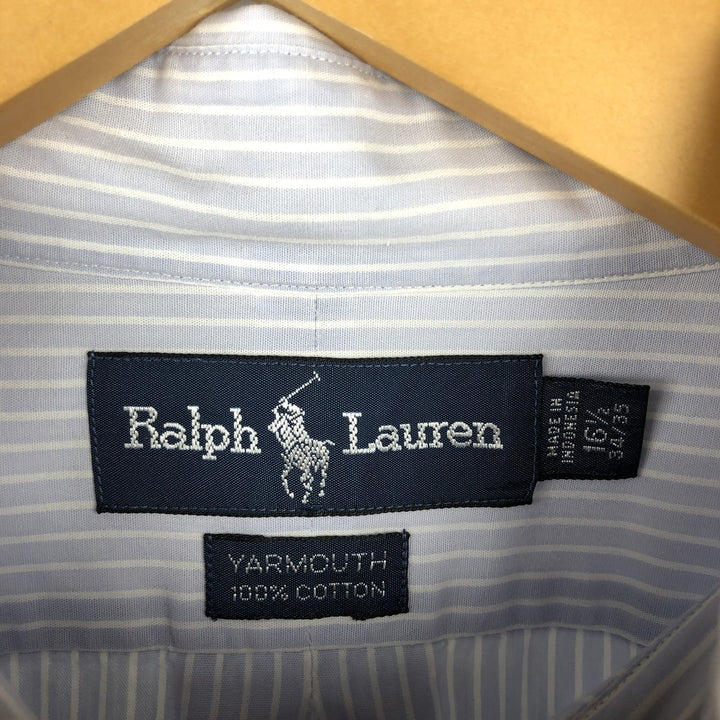 Ralph Lauren
MADE IN
INDONESIA
16½
34/35
YARMOUTH
100% COTTON